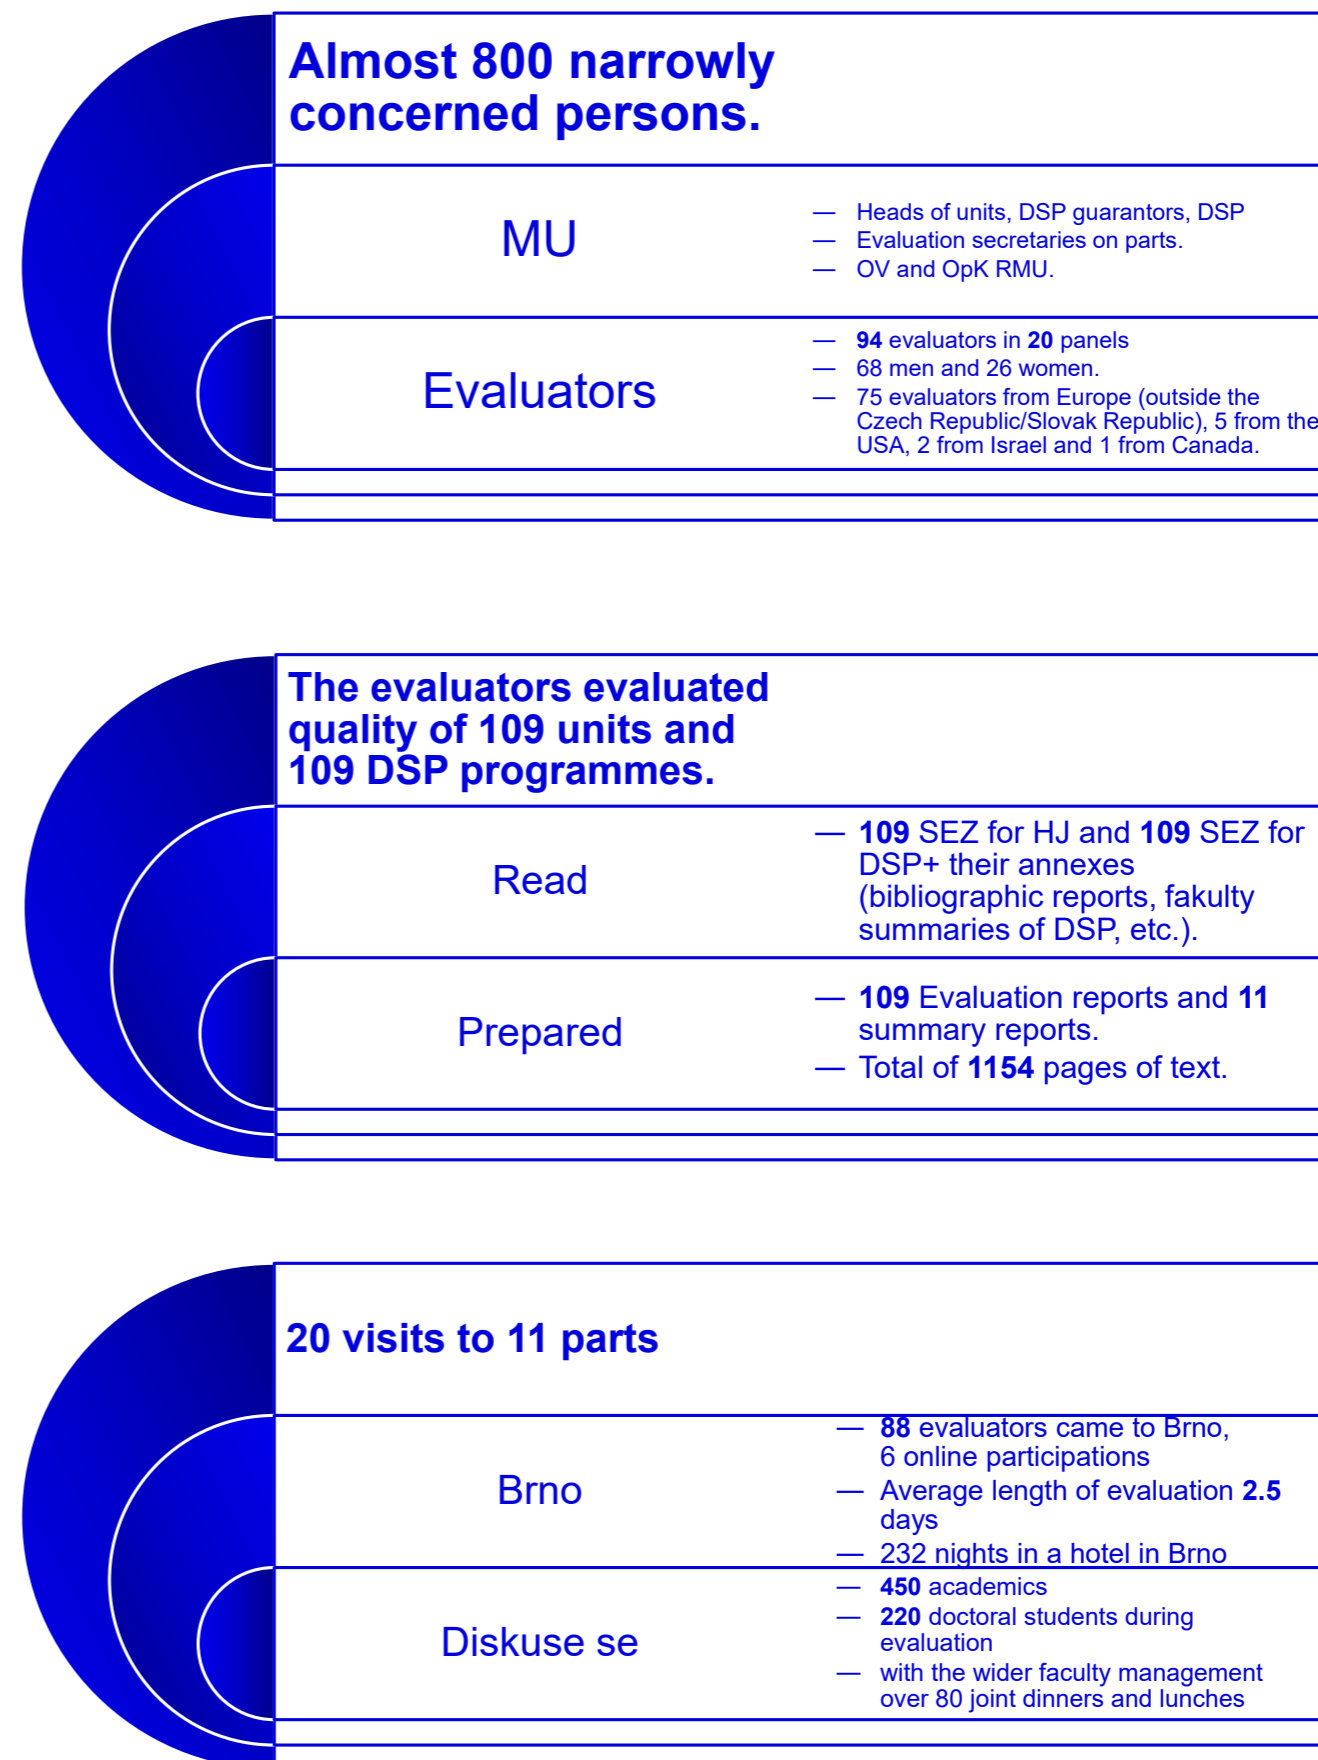 Almost 800 narrowly
concerned persons.
MU
— Heads of units, DSP guarantors, DSP
— Evaluation secretaries on parts.
— OV and OpK RMU.
Evaluators
— 94 evaluators in 20 panels
— 68 men and 26 women.
— 75 evaluators from Europe (outside the
Czech Republic/Slovak Republic), 5 from the
USA, 2 from Israel and 1 from Canada.
The evaluators evaluated
quality of 109 units and
109 DSP programmes.
Read
— 109 SEZ for HJ and 109 SEZ for
DSP+ their annexes
(bibliographic reports, fakulty
summaries of DSP, etc.).
Prepared
— 109 Evaluation reports and 11
summary reports.
— Total of 1154 pages of text.
20 visits to 11 parts
Brno
— 88 evaluators came to Brno,
6 online participations
— Average length of evaluation 2.5
days
— 232 nights in a hotel in Brno
Diskuse se
— 450 academics
— 220 doctoral students during
evaluation
— with the wider faculty management
over 80 joint dinners and lunches